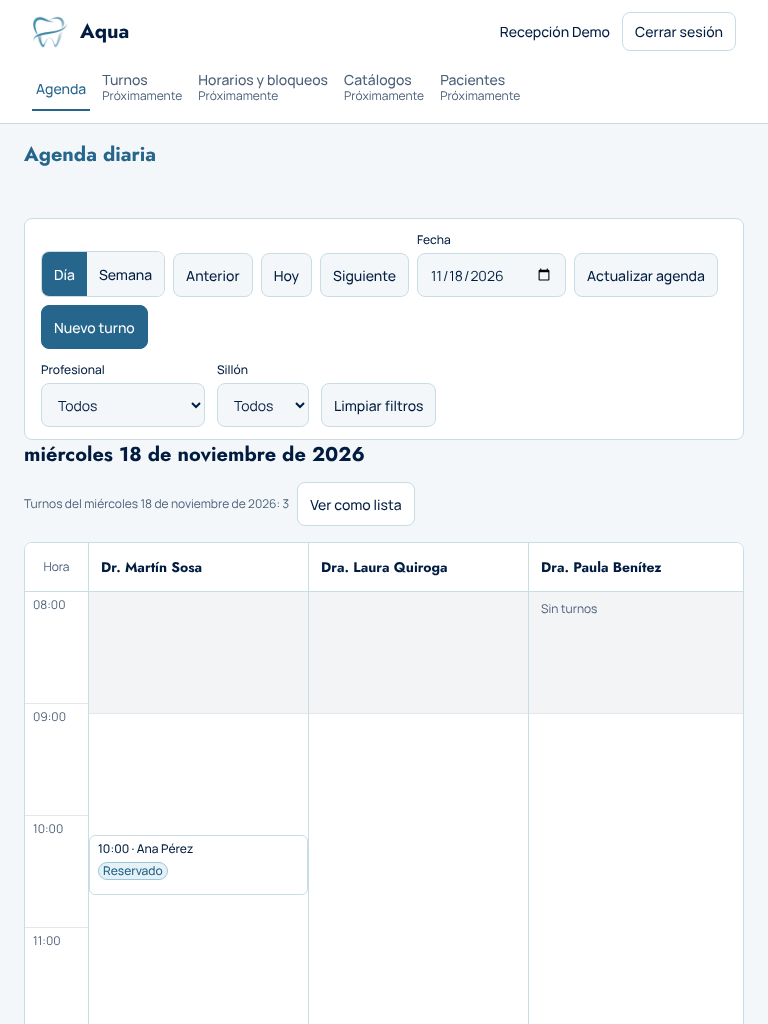 Aqua
Recepción Demo
Cerrar sesión
Agenda
Turnos
Próximamente
Horarios y bloqueos
Próximamente
Catálogos
Próximamente
Pacientes
Próximamente
Agenda diaria
Fecha
Día
Semana
Anterior
Hoy
Siguiente
11/18/2026
Actualizar agenda
Nuevo turno
Profesional
Sillón
Todos
Todos
Limpiar filtros
miércoles 18 de noviembre de 2026
Turnos del miércoles 18 de noviembre de 2026: 3
Ver como lista
Hora
Dr. Martín Sosa
Dra. Laura Quiroga
Dra. Paula Benítez
08:00
Sin turnos
09:00
10:00
10:00 · Ana Pérez
Reservado
11:00